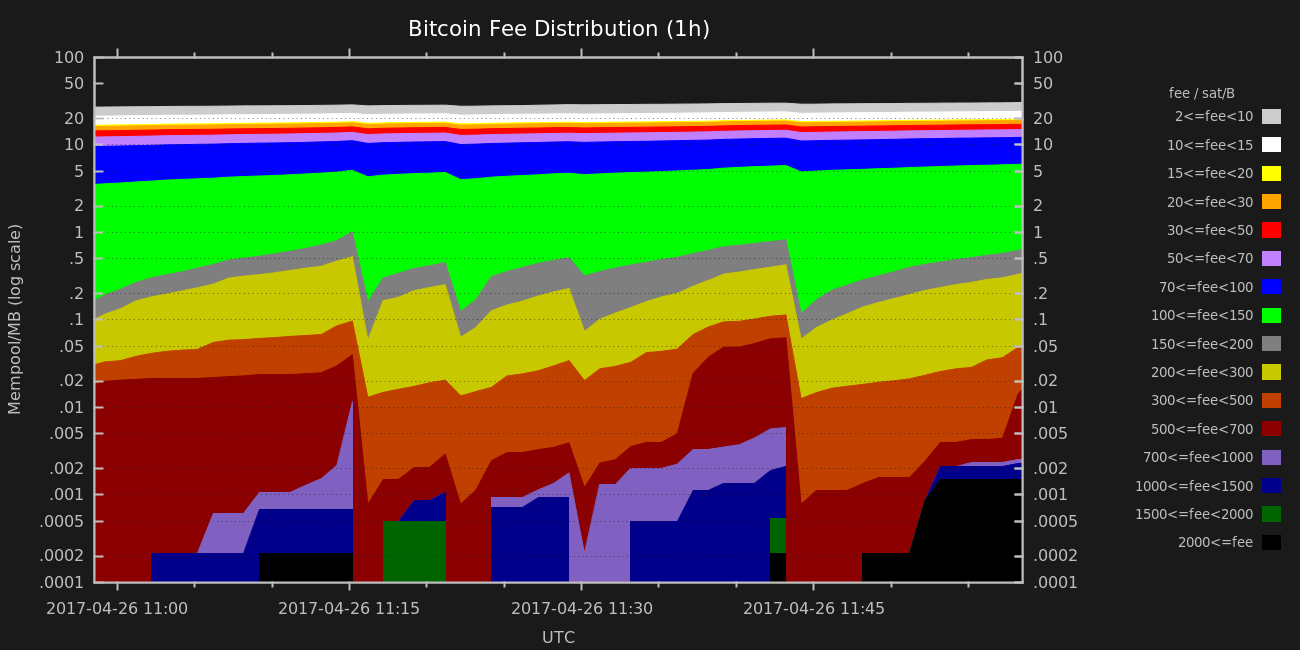 Bitcoin Fee Distribution (1h)
100 100
50 50
20 20
10 10
5 5
2 2
1 1
.5 .5
.2 .2
.1 .1
.05 .05
.02 .02
.01 .01
.005 .005
.002 .002
.001 .001
.0005 .0005
.0002 .0002
.0001 .0001
Mempool/MB (log scale)
2017-04-26 11:00 2017-04-26 11:15 2017-04-26 11:30 2017-04-26 11:45
UTC
fee / sat/B
2<=fee<10
10<=fee<15
15<=fee<20
20<=fee<30
30<=fee<50
50<=fee<70
70<=fee<100
100<=fee<150
150<=fee<200
200<=fee<300
300<=fee<500
500<=fee<700
700<=fee<1000
1000<=fee<1500
1500<=fee<2000
2000<=fee